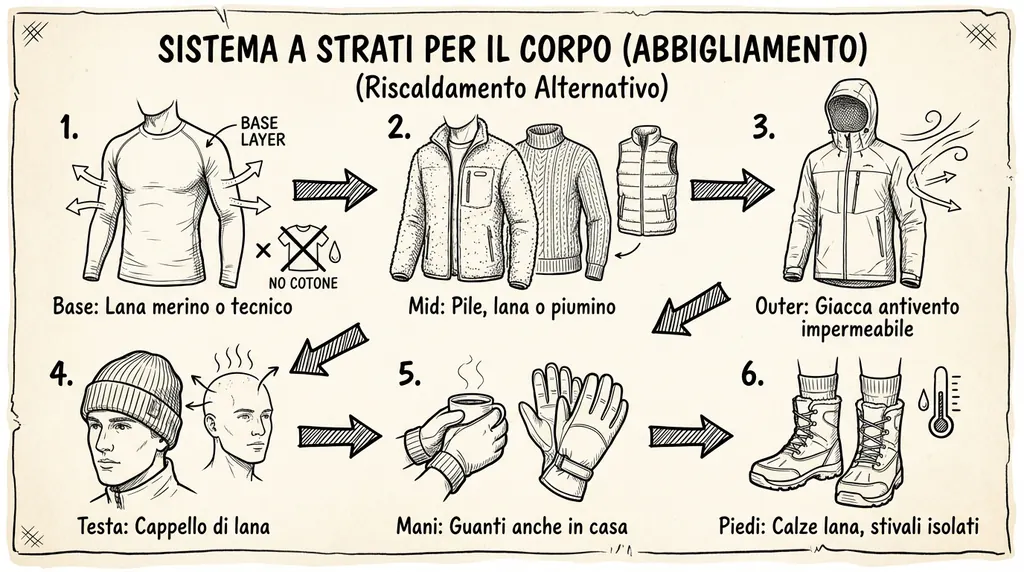 SISTEMA A STRATI PER IL CORPO (ABBIGLIAMENTO)
(Riscaldamento Alternativo)
1.
BASE
LAYER
NO COTONE
Base: Lana merino o tecnico
2.
Mid: Pile, lana o piumino
3.
Outer: Giacca antivento
impermeabile
4.
Testa: Cappello di lana
5.
Mani: Guanti anche in casa
6.
Piedi: Calze lana, stivali isolati